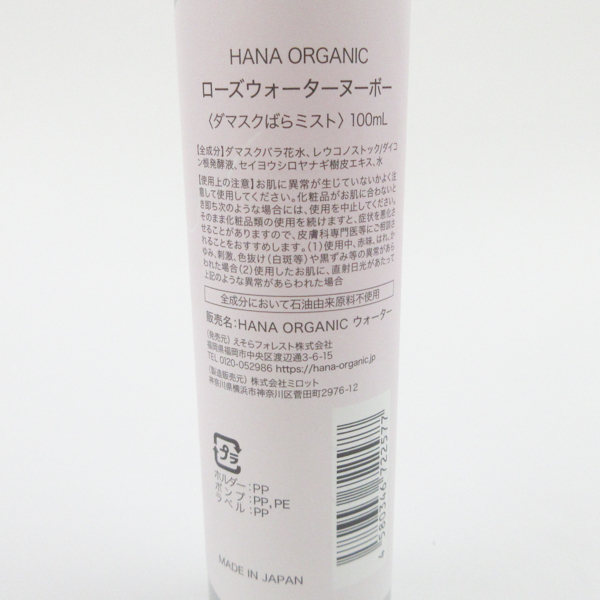 HANA ORGANIC
ローズウォーターヌーボー
〈ダマスクばらミスト〉100mL
【全成分】ダマスクバラ花水、レウコノストック/ダイコ
ン根発酵液、セイヨウシロヤナギ樹皮エキス、水
【使用上の注意】お肌に異常が生じていないかよく注
意して使用してください。化粧品がお肌に合わないと
き即ち次のような場合には、使用を中止してください。
そのまま化粧品類の使用を続けますと、症状を悪化さ
せることがありますので、皮膚科専門医等にご相談さ
れることをおすすめします。(1)使用中、赤味、はれ、か
ゆみ、刺激、色抜け(白斑等)や黒ずみ等の異常があら
われた場合(2)使用したお肌に、直射日光があたって
上記のような異常があらわれた場合
全成分において石油由来原料不使用
販売名:HANA ORGANIC ウォーター
(発売元) えそらフォレスト株式会社
福岡県福岡市中央区渡辺通3-6-15
TEL 0120-052986 https://hana-organic.jp
(製造販売元) 株式会社ミロット
神奈川県横浜市神奈川区菅田町2976-12
プラ
ホルダー:PP
ポンプ:PP,PE
ラベル:PP
4 580346 722577
MADE IN JAPAN